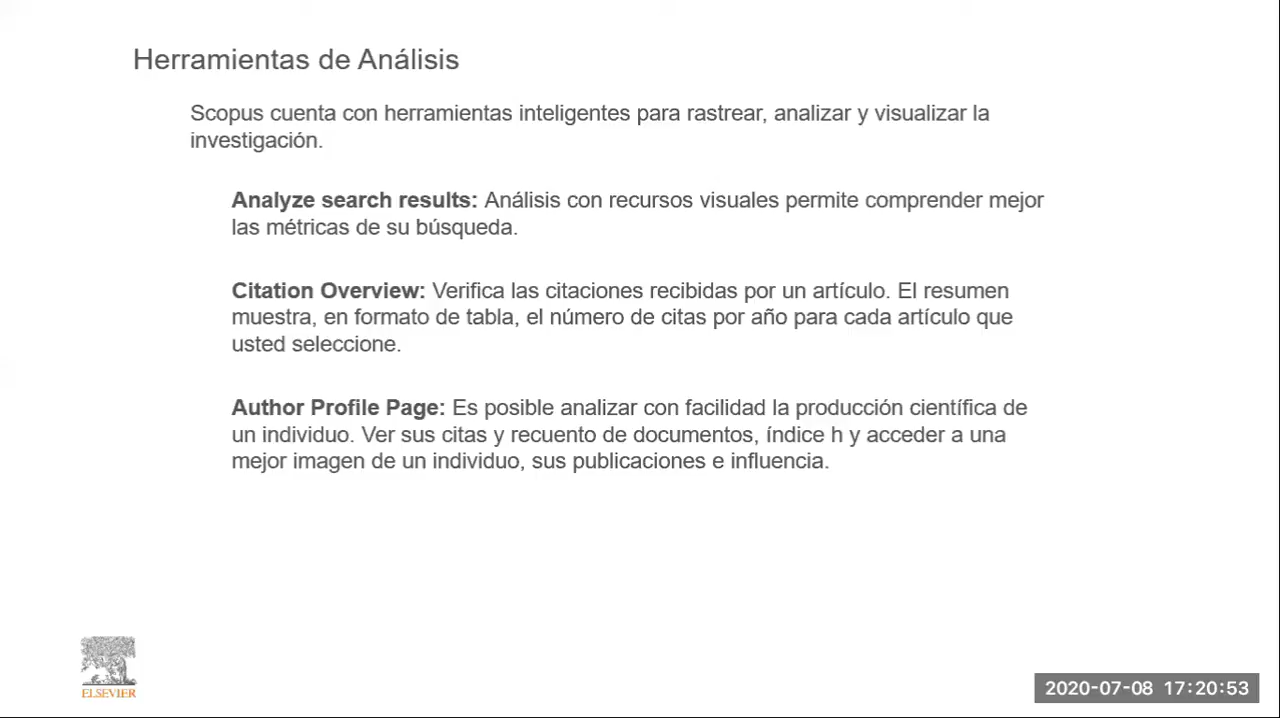 Herramientas de Análisis
Scopus cuenta con herramientas inteligentes para rastrear, analizar y visualizar la
investigación.
Analyze search results: Análisis con recursos visuales permite comprender mejor
las métricas de su búsqueda.
Citation Overview: Verifica las citaciones recibidas por un artículo. El resumen
muestra, en formato de tabla, el número de citas por año para cada artículo que
usted seleccione.
Author Profile Page: Es posible analizar con facilidad la producción científica de
un individuo. Ver sus citas y recuento de documentos, índice h y acceder a una
mejor imagen de un individuo, sus publicaciones e influencia.
ELSEVIER
2020-07-08 17:20:53